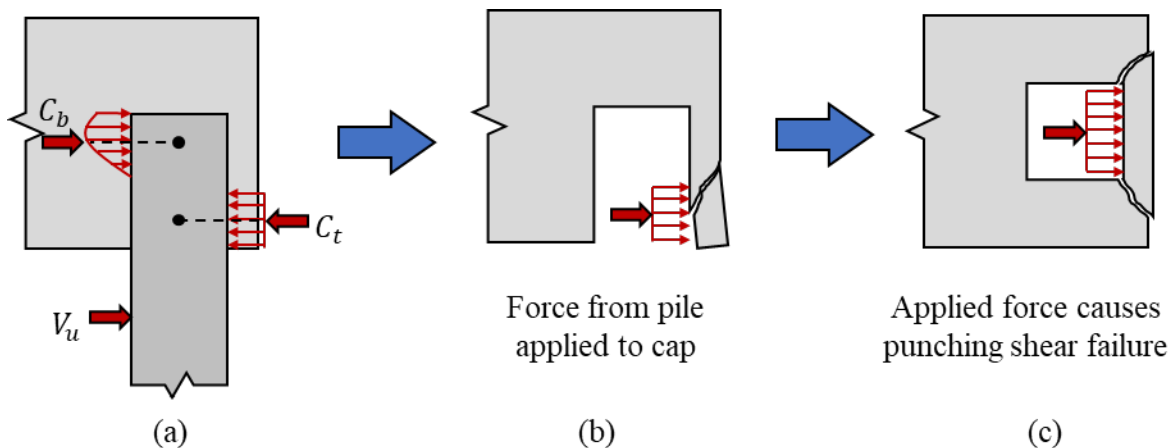 C_b
C_t
V_u
Force from pile
applied to cap
Applied force causes
punching shear failure
(a)
(b)
(c)